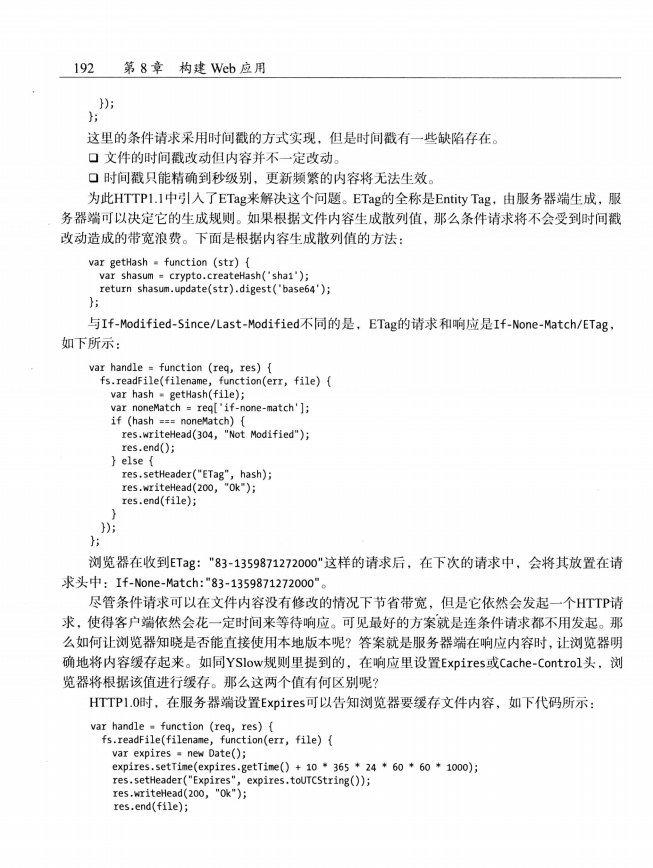 192 第8章 构建 Web 应用
});
};
这里的条件请求采用时间戳的方式实现，但是时间戳有一些缺陷存在。
❑ 文件的时间戳改动但内容并不一定改动。
❑ 时间戳只能精确到秒级别，更新频繁的内容将无法生效。
为此HTTP1.1中引入了ETag来解决这个问题。ETag的全称是Entity Tag，由服务器端生成，服
务器端可以决定它的生成规则。如果根据文件内容生成散列值，那么条件请求将不会受到时间戳
改动造成的带宽浪费。下面是根据内容生成散列值的方法：
var getHash = function (str) {
var shasum = crypto.createHash('sha1');
return shasum.update(str).digest('base64');
};
与If-Modified-Since/Last-Modified不同的是，ETag的请求和响应是If-None-Match/ETag，
如下所示：
var handle = function (req, res) {
fs.readFile(filename, function(err, file) {
var hash = getHash(file);
var noneMatch = req['if-none-match'];
if (hash === noneMatch) {
res.writeHead(304, "Not Modified");
res.end();
} else {
res.setHeader("ETag", hash);
res.writeHead(200, "Ok");
res.end(file);
}
});
};
浏览器在收到ETag: "83-1359871272000"这样的请求后，在下次的请求中，会将其放置在请
求头中：If-None-Match:"83-1359871272000"。
尽管条件请求可以在文件内容没有修改的情况下节省带宽，但是它依然会发起一个HTTP请
求，使得客户端依然会花一定时间来等待响应。可见最好的方案就是连条件请求都不用发起。那
么如何让浏览器知晓是否能直接使用本地版本呢？答案就是服务器端在响应内容时，让浏览器明
确地将内容缓存起来。如同YSlow规则里提到的，在响应里设置Expires或Cache-Control头，浏
览器将根据该值进行缓存。那么这两个值有何区别呢？
HTTP1.0时，在服务器端设置Expires可以告知浏览器要缓存文件内容，如下代码所示：
var handle = function (req, res) {
fs.readFile(filename, function(err, file) {
var expires = new Date();
expires.setTime(expires.getTime() + 10 * 365 * 24 * 60 * 60 * 1000);
res.setHeader("Expires", expires.toUTCString());
res.writeHead(200, "Ok");
res.end(file);